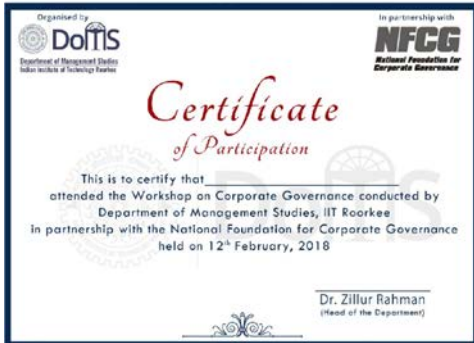 Organised by
DoMS
Department of Management Studies
Indian Institute of Technology Roorkee
In partnership with
NFCG
National Foundation for
Corporate Governance
Certificate
of Participation
This is to certify that
attended the Workshop on Corporate Governance conducted by
Department of Management Studies, IIT Roorkee
in partnership with the National Foundation for Corporate Governance
held on 12th February, 2018
Dr. Zillur Rahman
(Head of the Department)